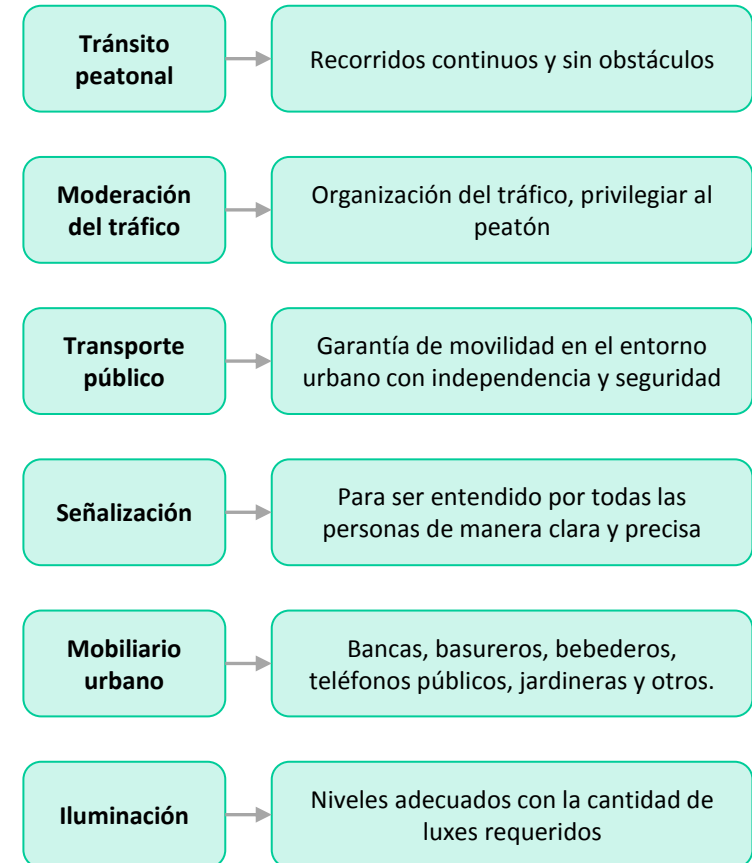 Tránsito
peatonal
Recorridos continuos y sin obstáculos
Moderación
del tráfico
Organización del tráfico, privilegiar al
peatón
Transporte
público
Garantía de movilidad en el entorno
urbano con independencia y seguridad
Señalización
Para ser entendido por todas las
personas de manera clara y precisa
Mobiliario
urbano
Bancas, basureros, bebederos,
teléfonos públicos, jardineras y otros.
Iluminación
Niveles adecuados con la cantidad de
luxes requeridos